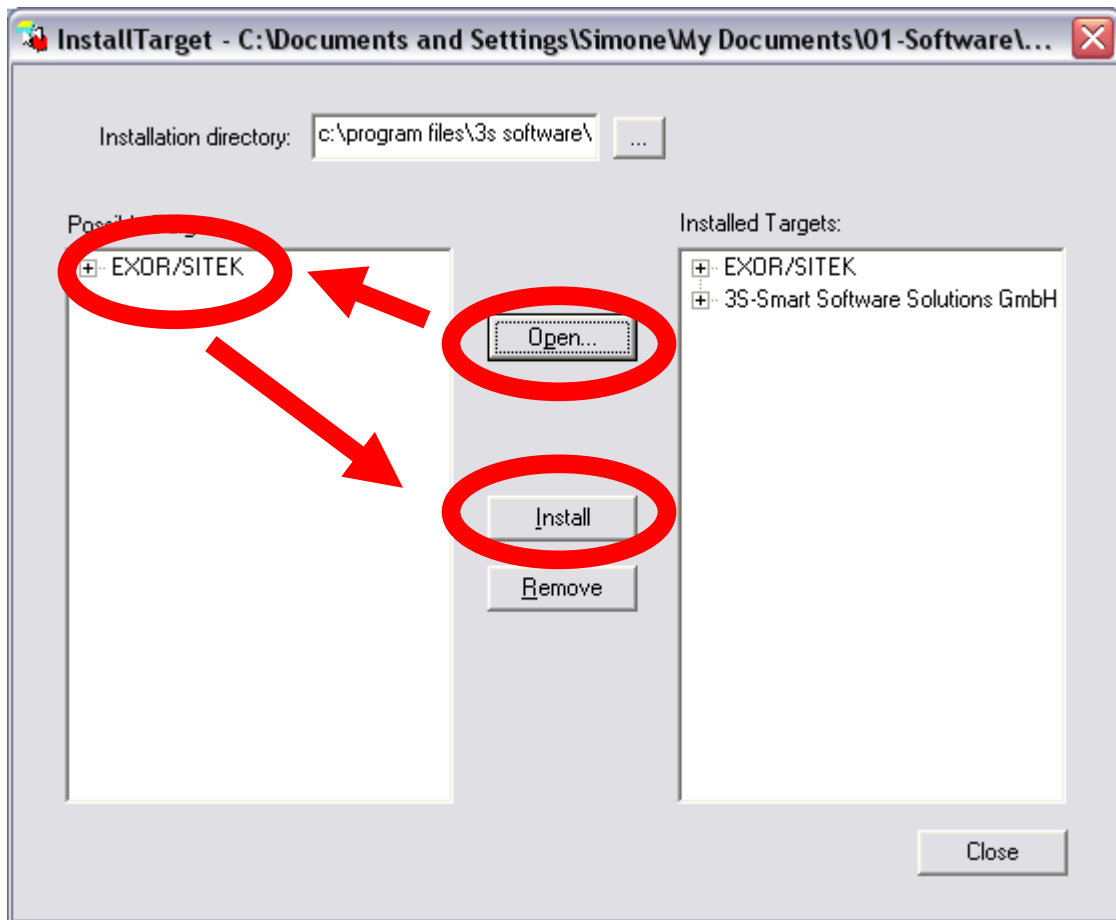 InstallTarget - C:\Documents and Settings\Simone\My Documents\01-Software\...
Installation directory:
c:\program files\3s software\
...
Installed Targets:
EXOR/SITEK
EXOR/SITEK
3S-Smart Software Solutions GmbH
Open...
Install
Remove
Close